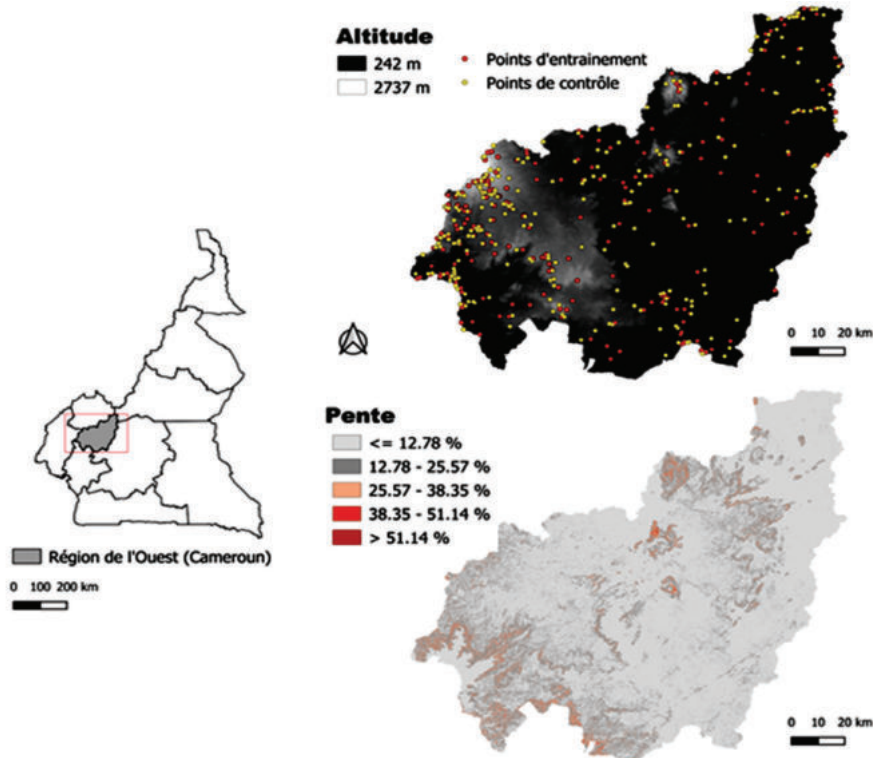 Altitude
242 m
2737 m
Points d'entrainement
Points de contrôle
0 10 20 km
Région de l'Ouest (Cameroun)
0 100 200 km
Pente
<= 12.78 %
12.78 - 25.57 %
25.57 - 38.35 %
38.35 - 51.14 %
> 51.14 %
0 10 20 km